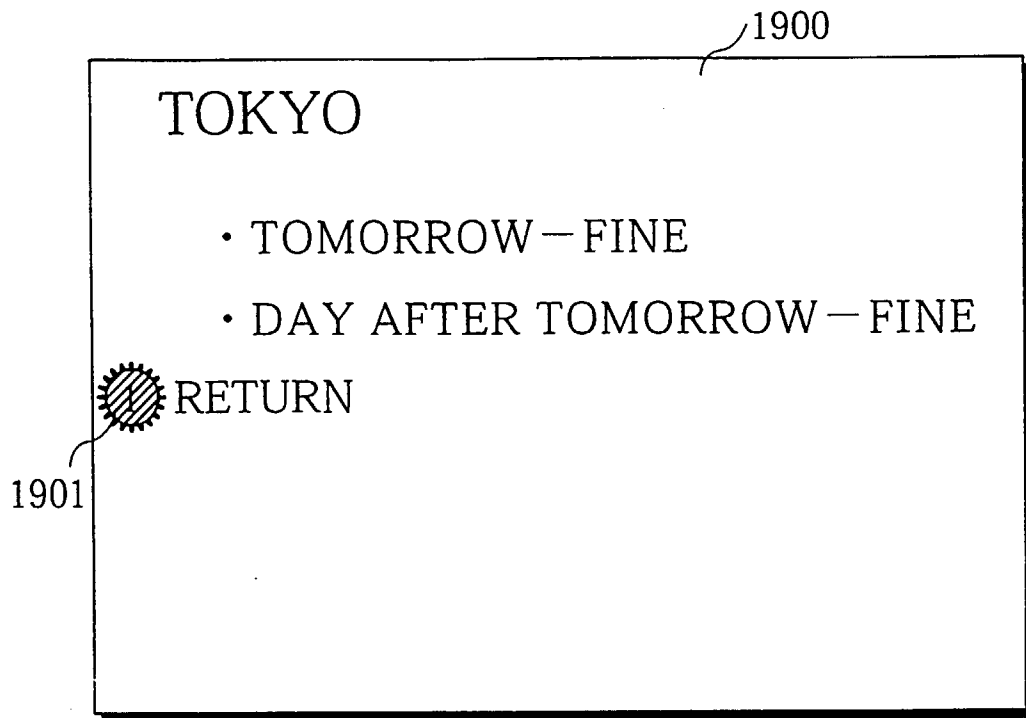 1900
TOKYO
・TOMORROW－FINE
・DAY AFTER TOMORROW－FINE
1 RETURN
1901